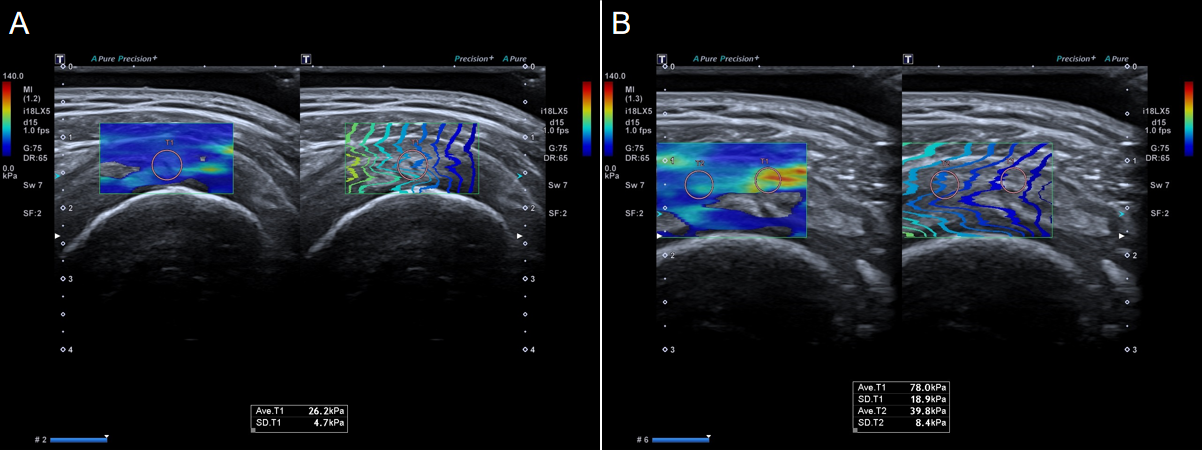 A
T A Pure Precision+ T Precision+ A Pure
140.0
0
0
MI
(1.2)
i18LX5
i18LX5
d15
1.0 fps
d15
1.0 fps
1
1
G:75
DR:65
G:75
DR:65
T1
0.0
kPa
Sw 7
Sw 7
2
2
SF:2
SF:2
3
3
4
4
Ave.T1 26.2kPa
SD.T1 4.7kPa
# 2
B
T A Pure Precision+ T Precision+ A Pure
140.0
0
0
MI
(1.3)
i18LX5
i18LX5
d15
1.0 fps
d15
1.0 fps
G:75
DR:65
G:75
DR:65
1
1
T1
0.0
kPa
Sw 7
Sw 7
SF:2
SF:2
2
2
3
3
Ave.T1 78.0kPa
SD.T1 18.9kPa
Ave.T2 39.8kPa
SD.T2 8.4kPa
# 6